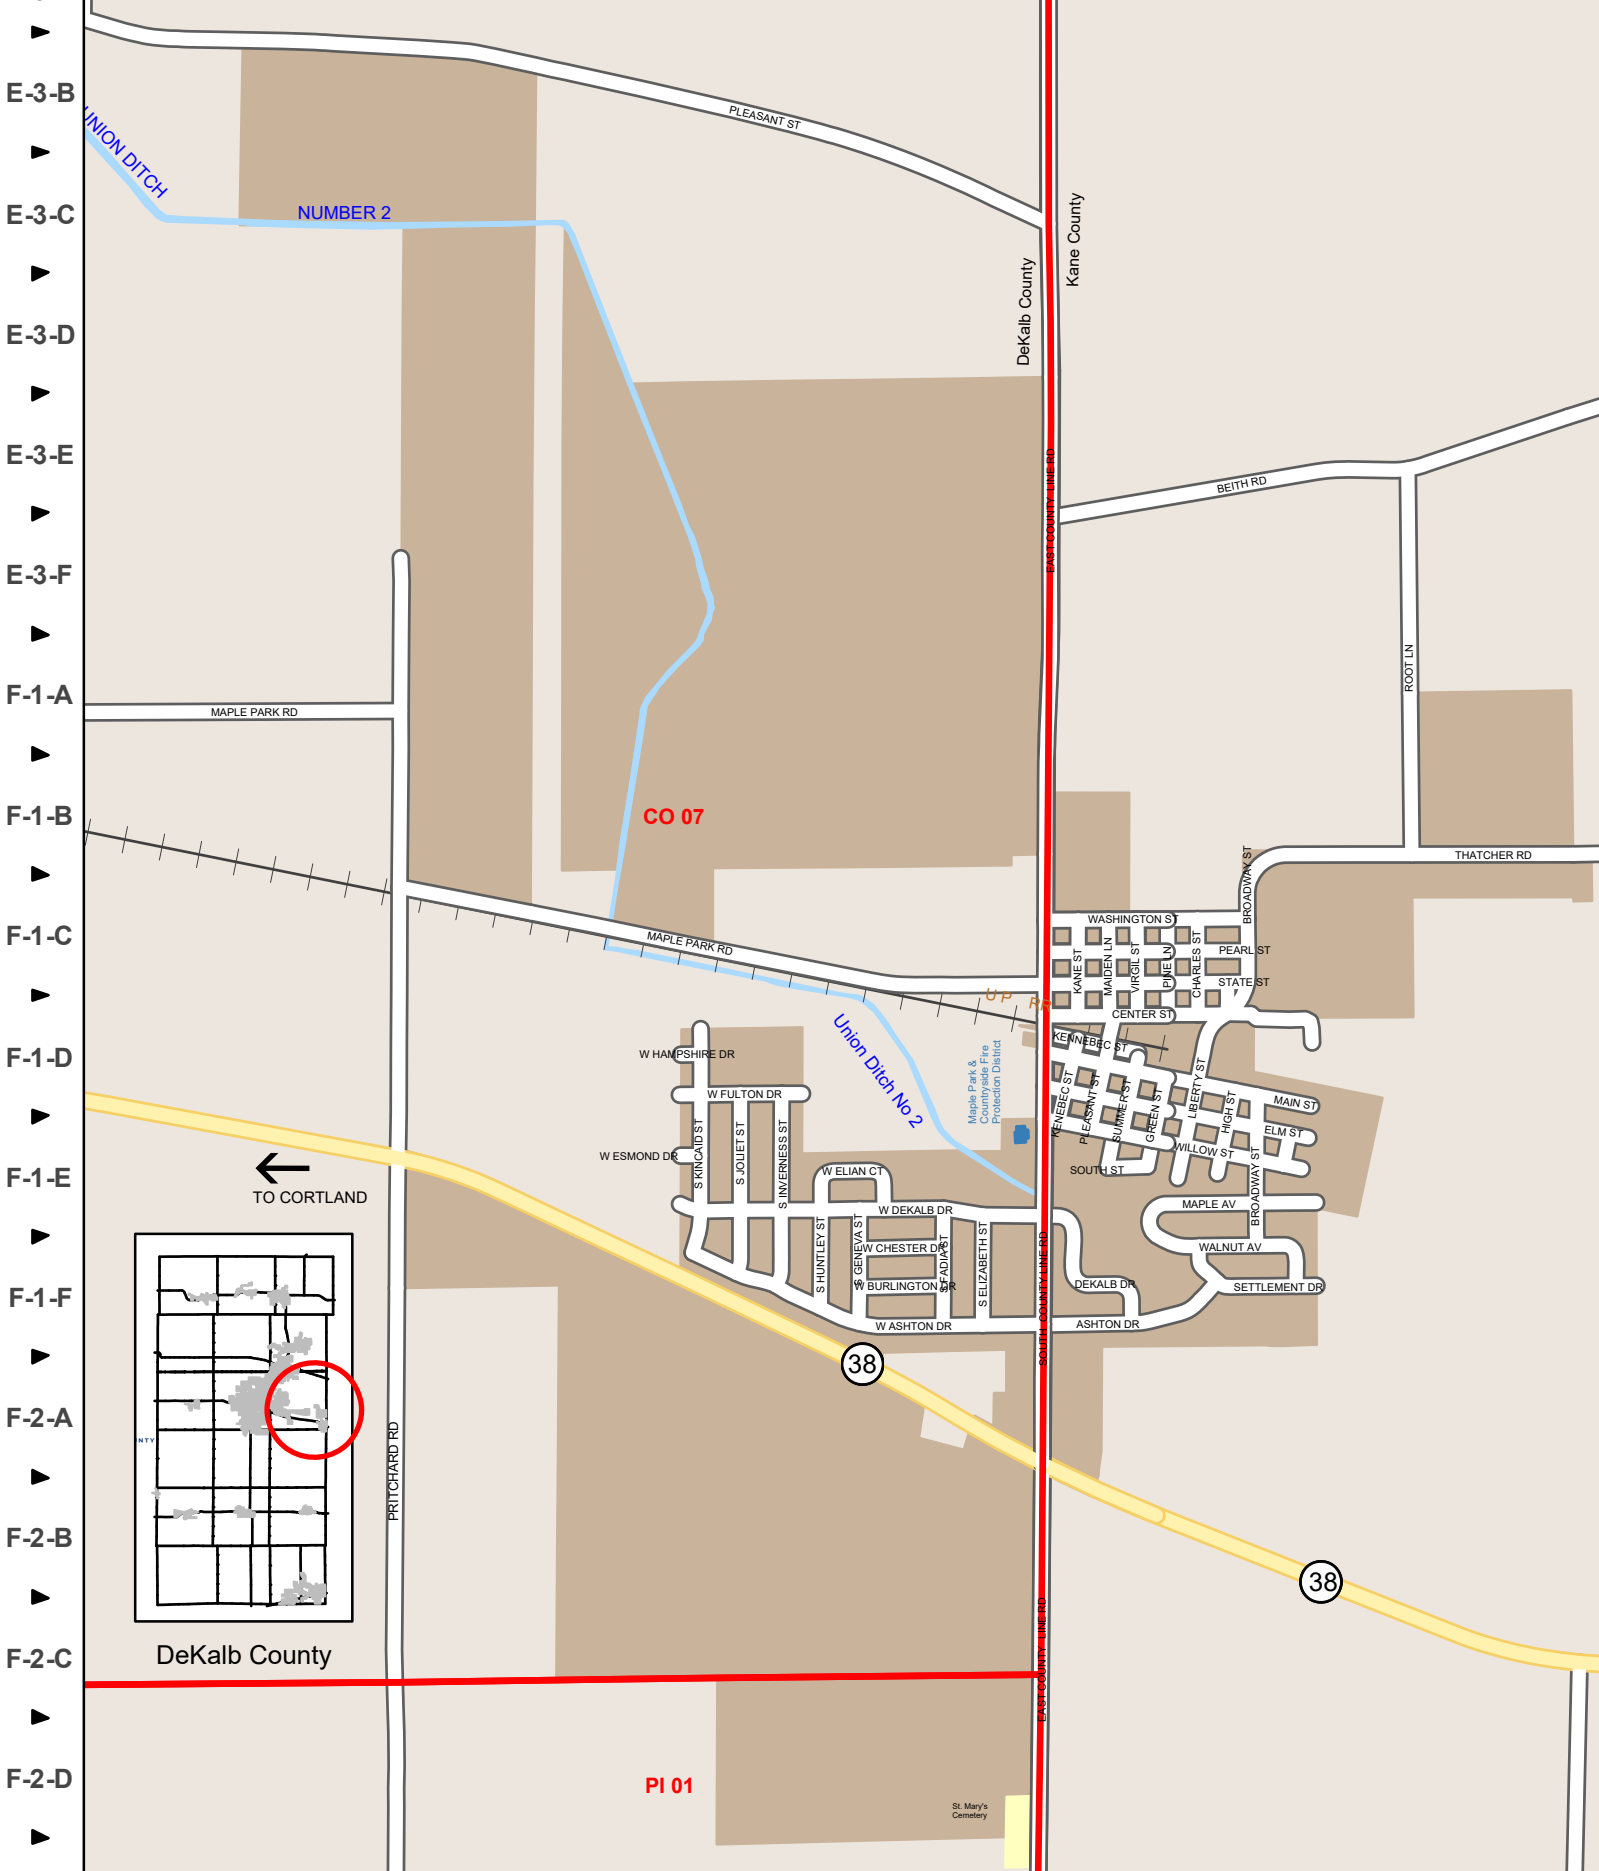 E-3-B
E-3-C
E-3-D
E-3-E
E-3-F
F-1-A
F-1-B
F-1-C
F-1-D
F-1-E
F-1-F
F-2-A
F-2-B
F-2-C
F-2-D
PLEASANT ST
UNION DITCH
NUMBER 2
Kane County
DeKalb County
EAST COUNTY LINE RD
BEITH RD
ROOT LN
MAPLE PARK RD
CO 07
THATCHER RD
BROADWAY ST
WASHINGTON ST
MAPLE PARK RD
KANE ST
MAIDEN LN
VIRGIL ST
PINE LN
CHARLES ST
PEARL ST
STATE ST
UP RR
CENTER ST
KENNEBEC ST
Union Ditch No 2
Maple Park &
Countryside Fire
Protection District
W HAMPSHIRE DR
W FULTON DR
W ESMOND DR
S KINCAID ST
S JOLIET ST
S INVERNESS ST
KENEBEC ST
PLEASANT ST
SUMMER ST
GREEN ST
LIBERTY ST
HIGH ST
MAIN ST
ELM ST
WILLOW ST
SOUTH ST
BROADWAY ST
TO CORTLAND
W ELIAN CT
W DEKALB DR
MAPLE AV
W CHESTER DR
WALNUT AV
S HUNTLEY ST
S GENEVA ST
S FADIA ST
S ELIZABETH ST
W BURLINGTON DR
DEKALB DR
SETTLEMENT DR
W ASHTON DR
ASHTON DR
SOUTH COUNTY LINE RD
38
PRITCHARD RD
NTY
38
DeKalb County
EAST COUNTY LINE RD
PI 01
St. Mary's
Cemetery